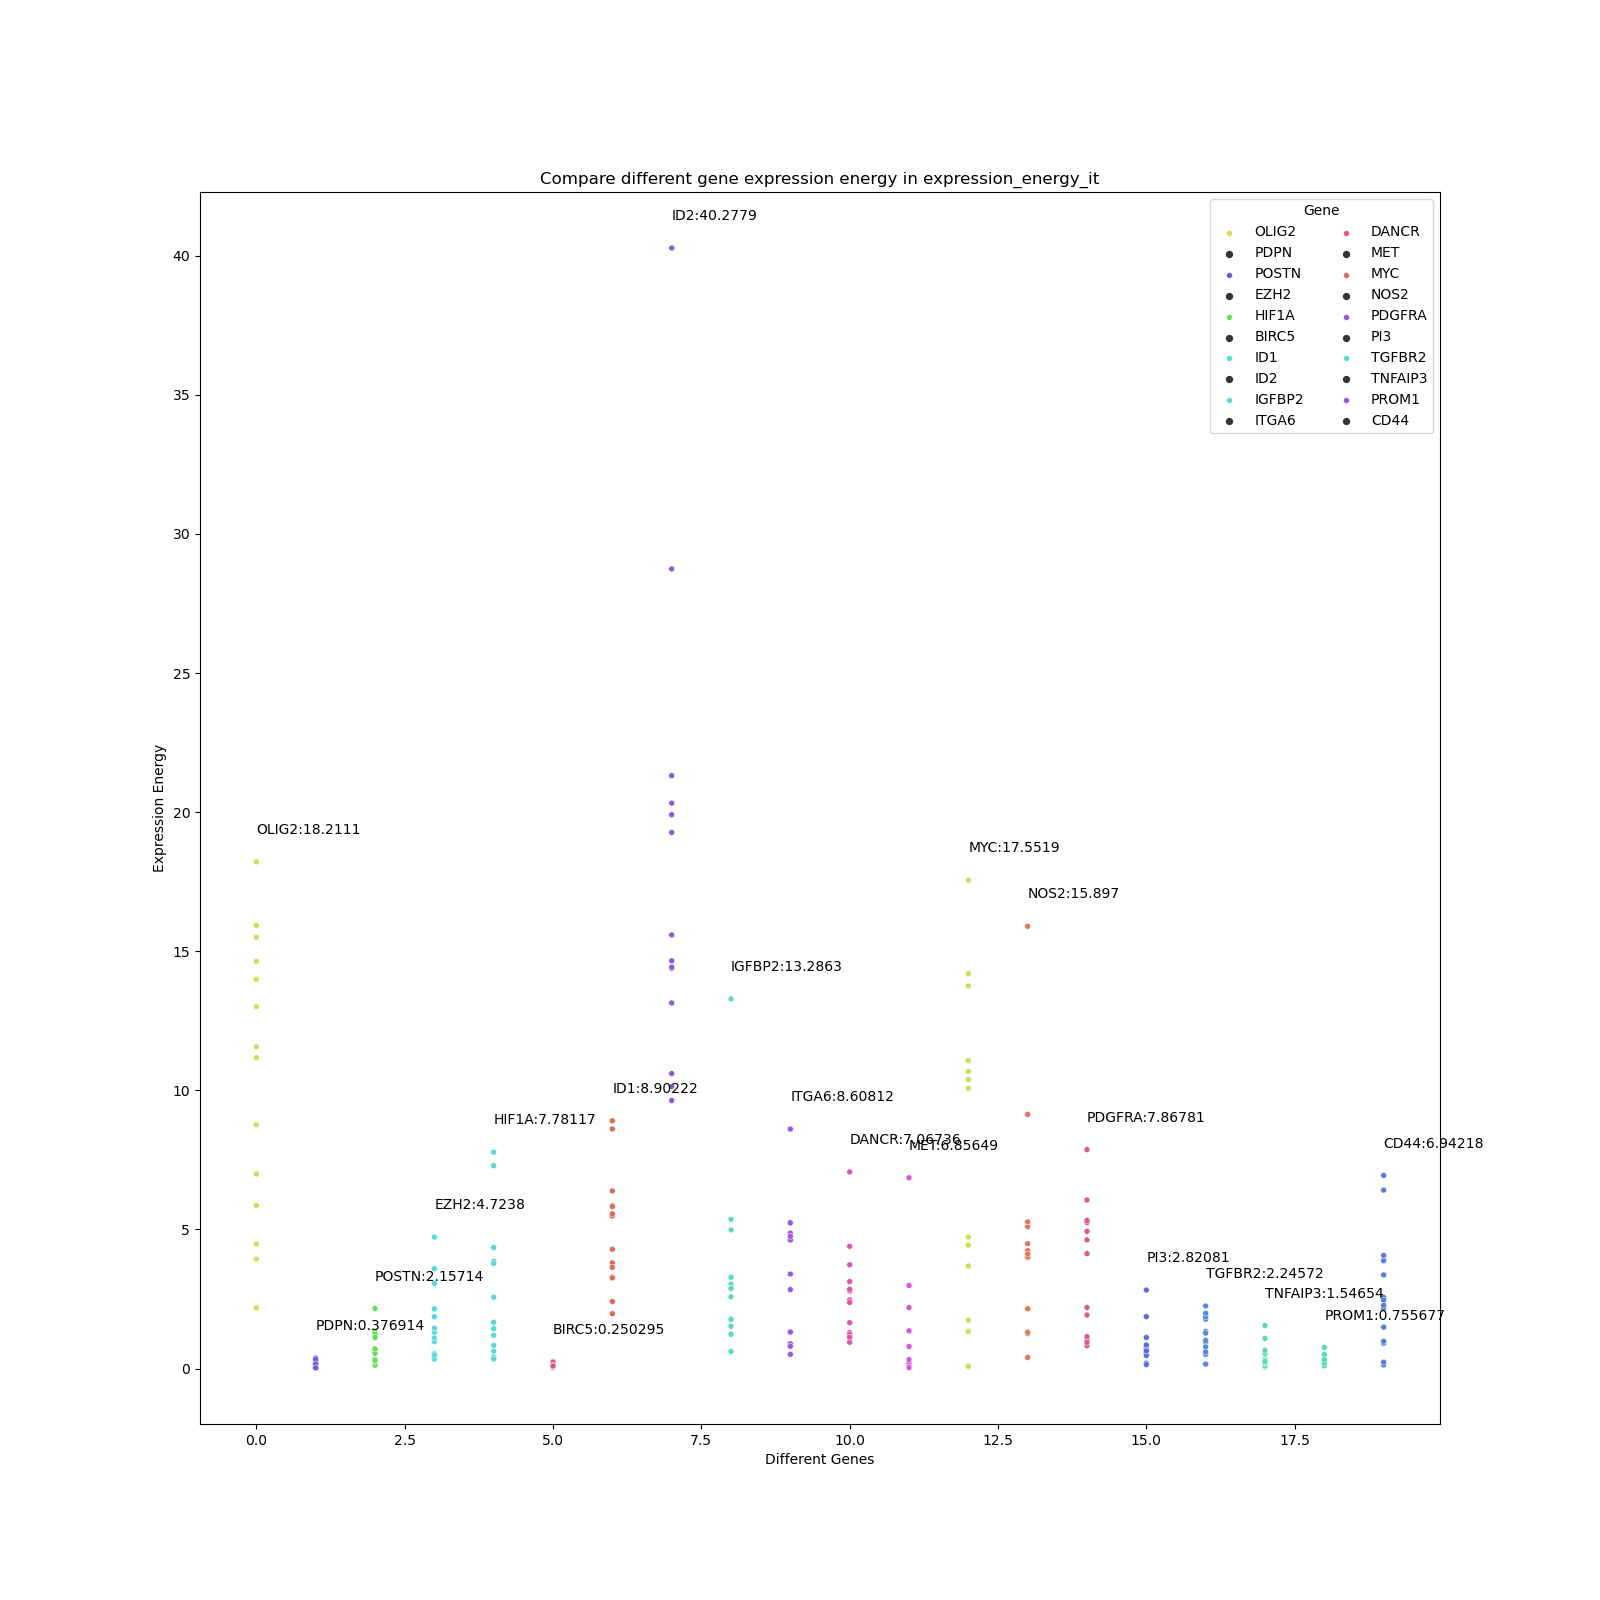 Compare different gene expression energy in expression_energy_it
Gene
OLIG2
PDPN
POSTN
EZH2
HIF1A
BIRC5
ID1
ID2
IGFBP2
ITGA6
DANCR
MET
MYC
NOS2
PDGFRA
PI3
TGFBR2
TNFAIP3
PROM1
CD44
Expression Energy
40
35
30
25
20
15
10
5
0
ID2:40.2779
OLIG2:18.2111
MYC:17.5519
NOS2:15.897
IGFBP2:13.2863
ID1:8.90222
ITGA6:8.60812
HIF1A:7.78117
PDGFRA:7.86781
DANCR:7.06736
MET:6.85649
CD44:6.94218
EZH2:4.7238
PI3:2.82081
POSTN:2.15714
TGFBR2:2.24572
TNFAIP3:1.54654
PDPN:0.376914
BIRC5:0.250295
PROM1:0.755677
0.0
2.5
5.0
7.5
10.0
12.5
15.0
17.5
Different Genes